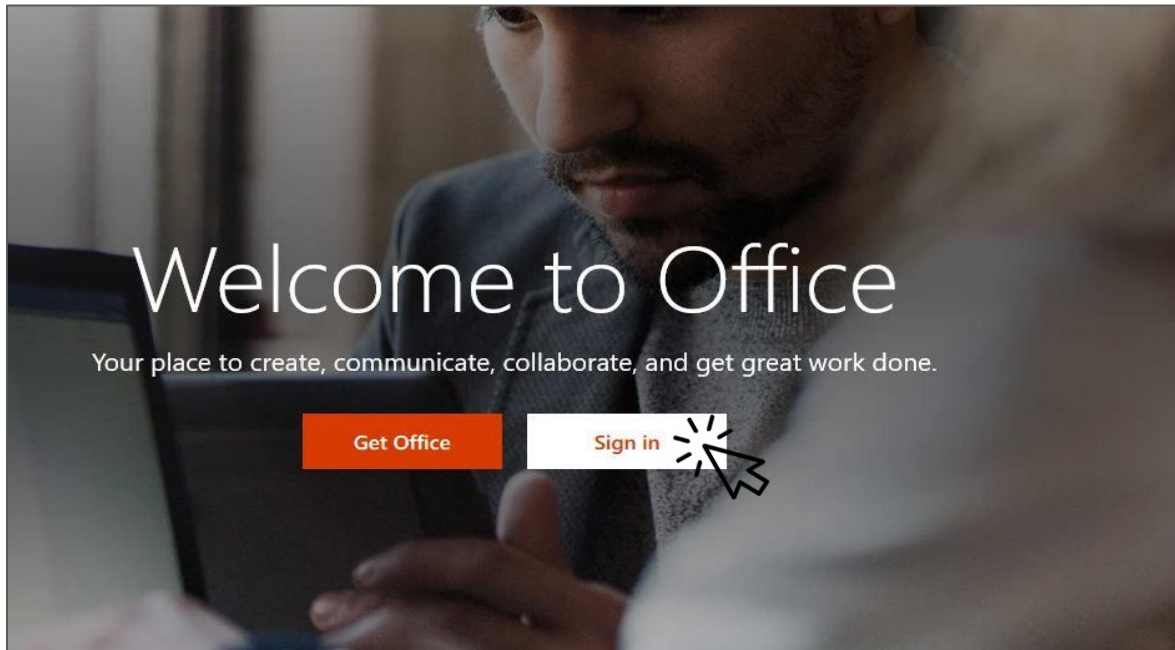 Welcome to Office
Your place to create, communicate, collaborate, and get great work done.
Get Office
Sign in